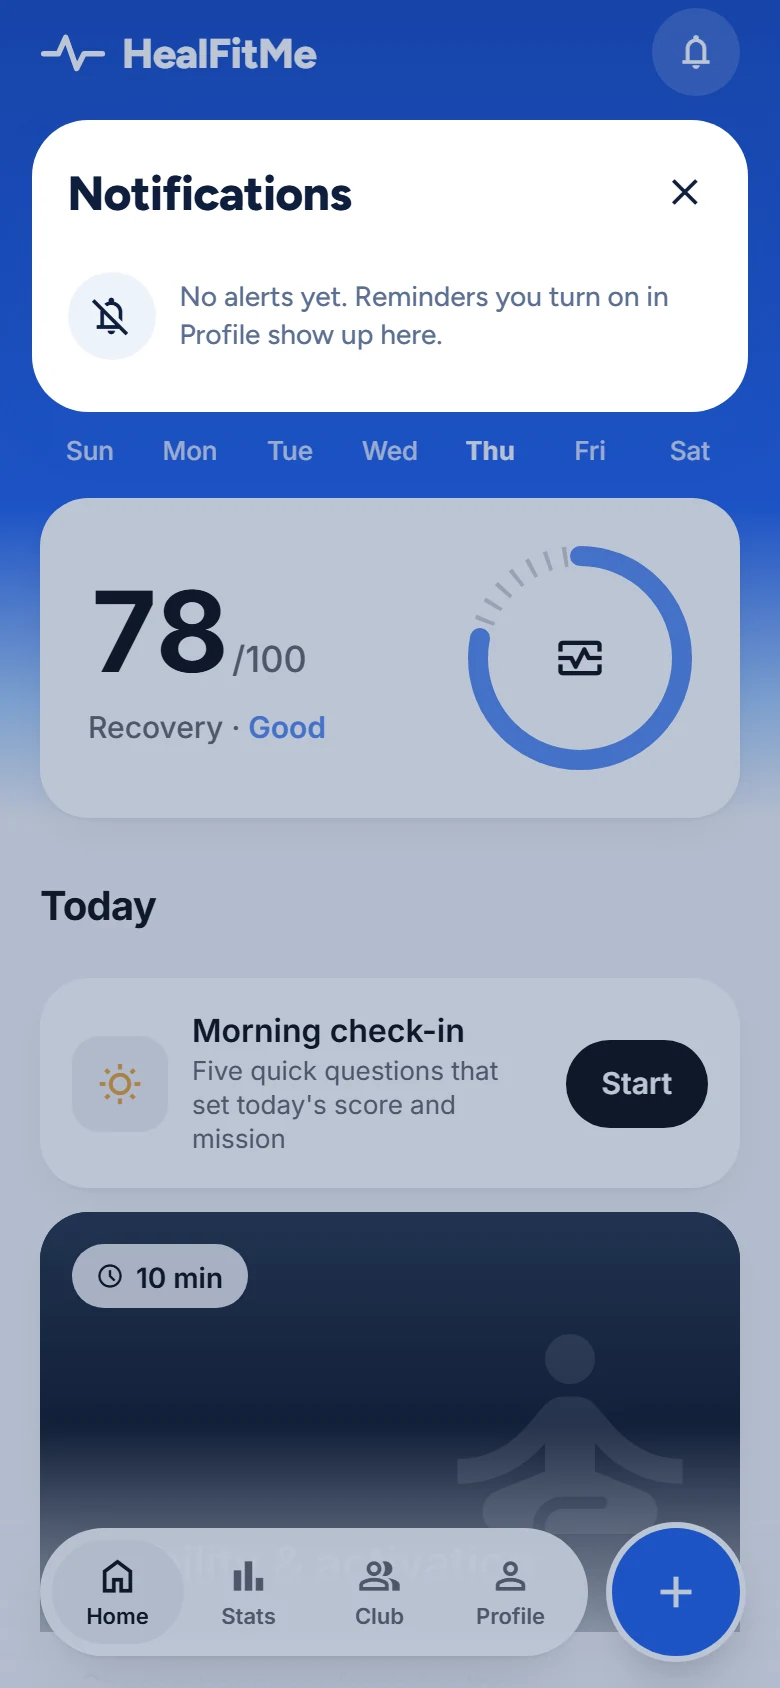 HealFitMe
Notifications
No alerts yet. Reminders you turn on in
Profile show up here.
Sun Mon Tue Wed Thu Fri Sat
78/100
Recovery · Good
Today
Morning check-in
Five quick questions that
set today's score and
mission
Start
10 min
& activation
Home Stats Club Profile